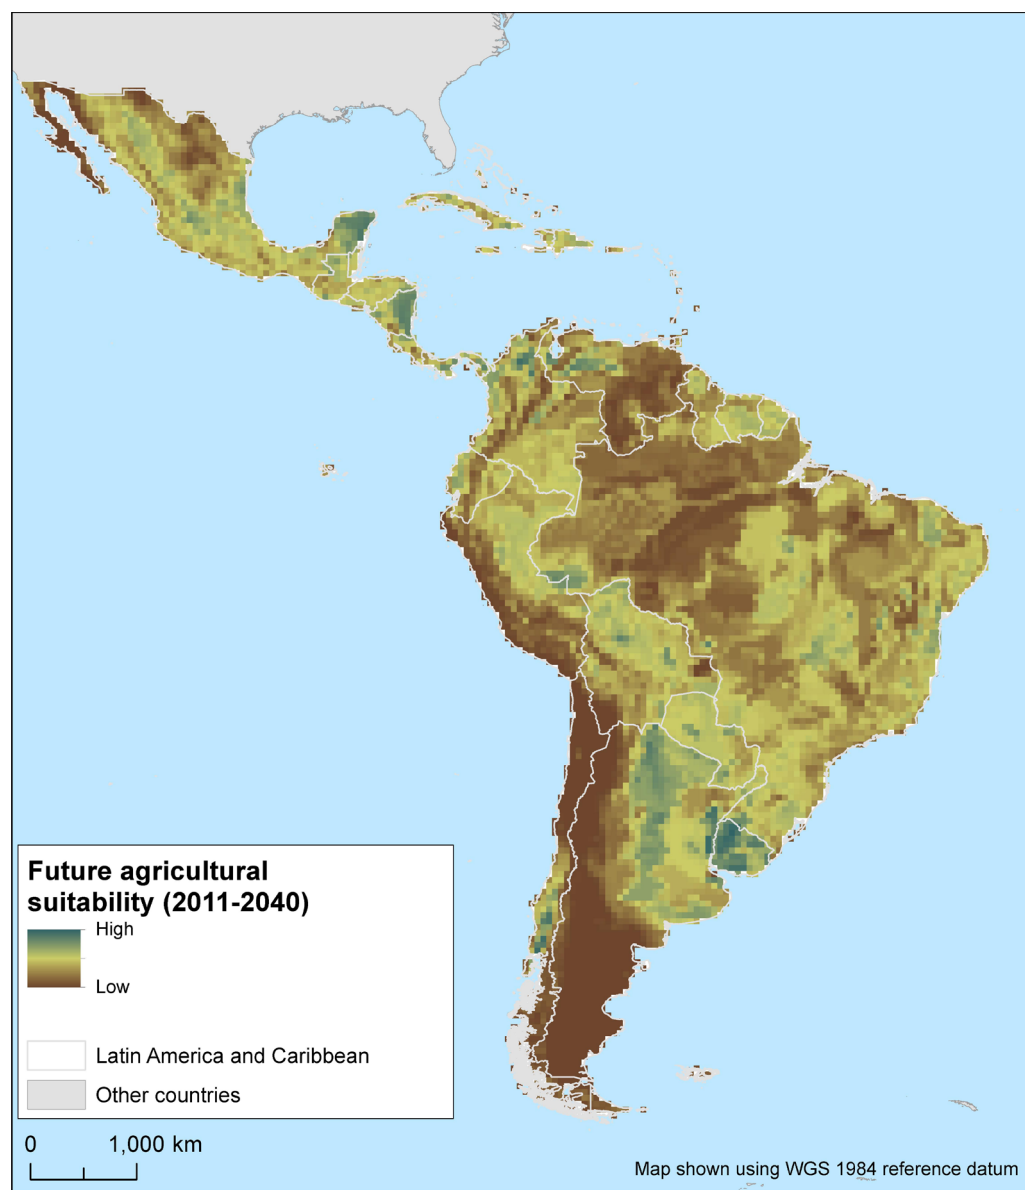 Future agricultural
suitability (2011-2040)
High
Low
Latin America and Caribbean
Other countries
0 1,000 km
Map shown using WGS 1984 reference datum